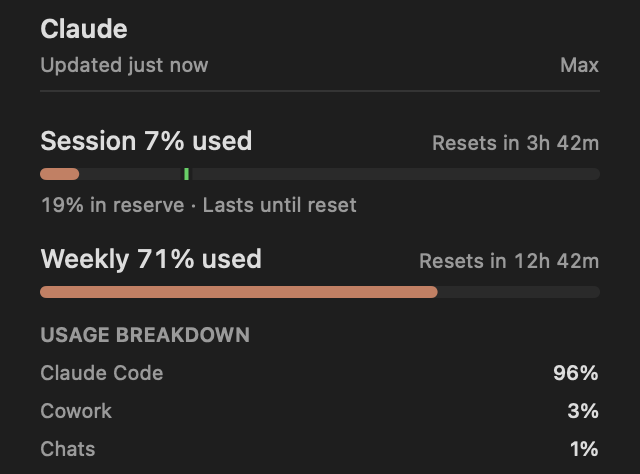 Claude
Updated just now Max
Session 7% used Resets in 3h 42m
19% in reserve · Lasts until reset
Weekly 71% used Resets in 12h 42m
USAGE BREAKDOWN
Claude Code 96%
Cowork 3%
Chats 1%